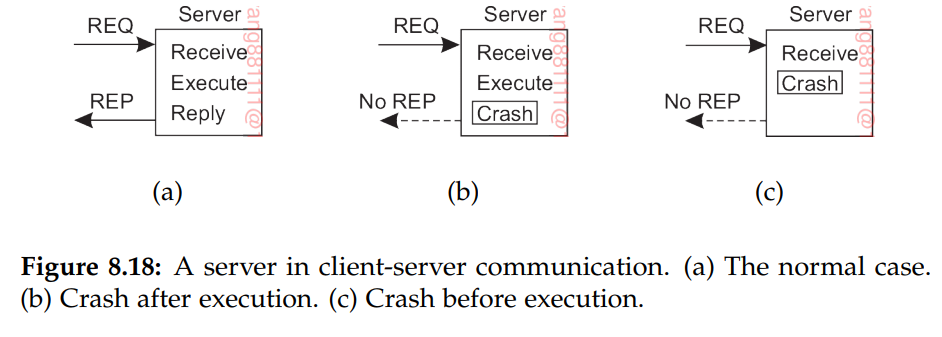 Server
REQ
Receive
Execute
REP
Reply
(a)
Server
REQ
Receive
Execute
No REP
Crash
(b)
Server
REQ
Receive
Crash
No REP
(c)
Figure 8.18: A server in client-server communication. (a) The normal case.
(b) Crash after execution. (c) Crash before execution.